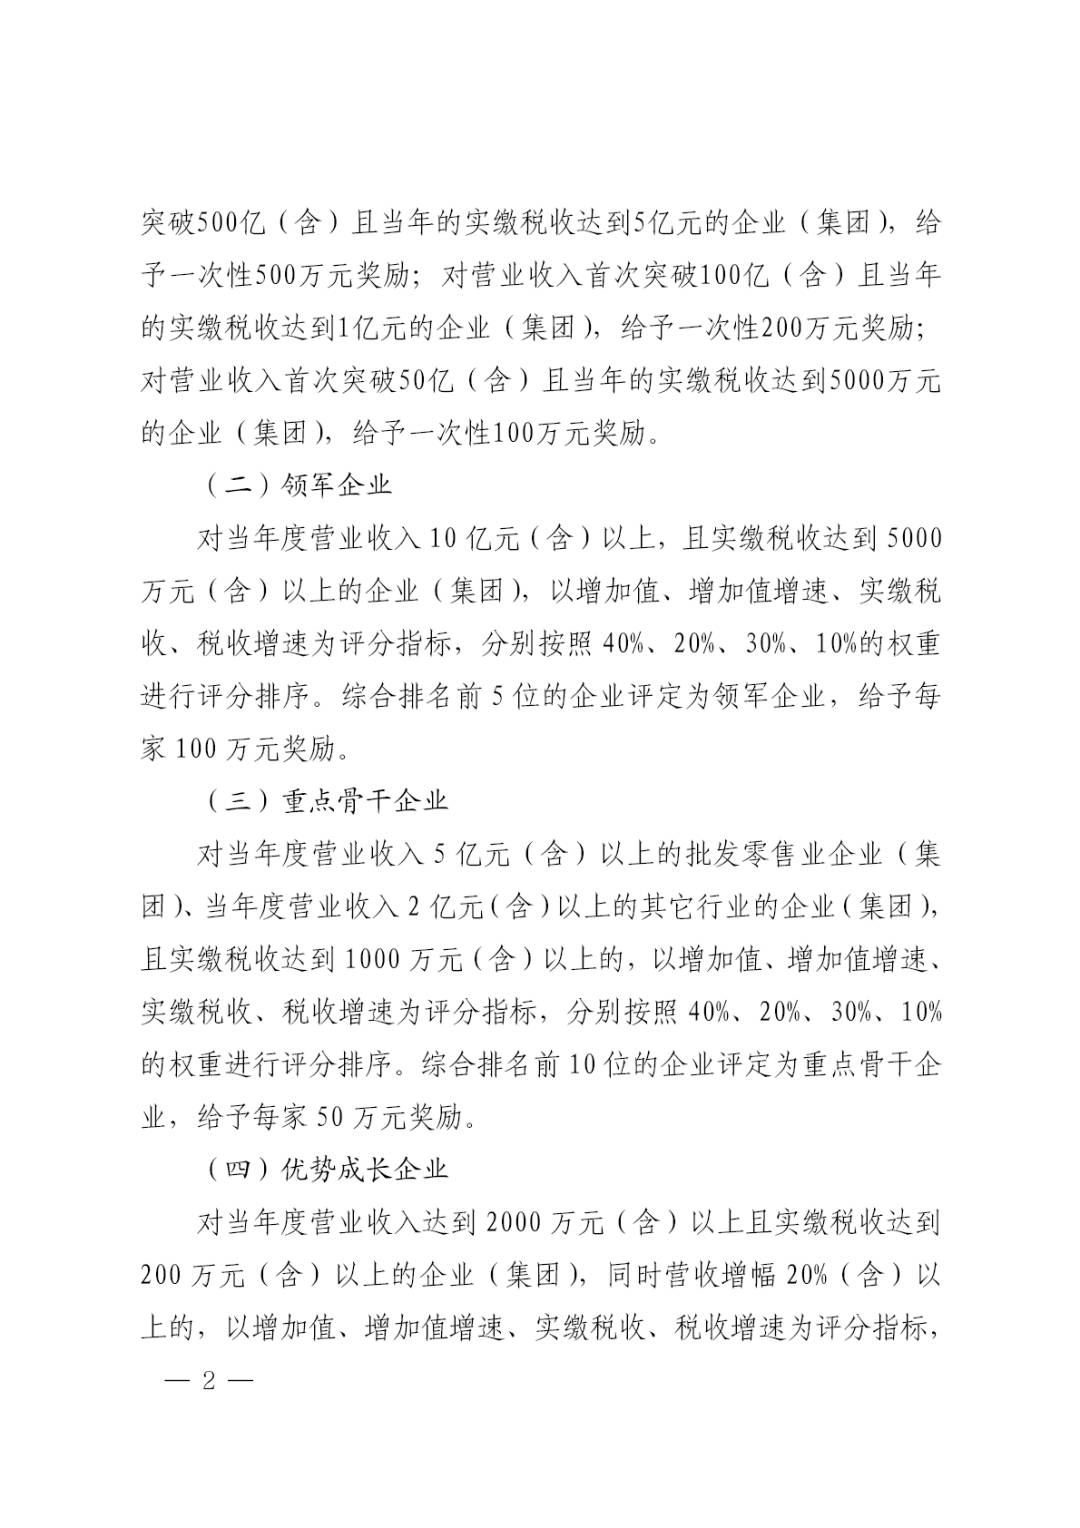 突破500亿（含）且当年的实缴税收达到5亿元的企业（集团），给
予一次性500万元奖励；对营业收入首次突破100亿（含）且当年
的实缴税收达到1亿元的企业（集团），给予一次性200万元奖励；
对营业收入首次突破50亿（含）且当年的实缴税收达到5000万元
的企业（集团），给予一次性100万元奖励。
（二）领军企业
对当年度营业收入 10 亿元（含）以上，且实缴税收达到 5000
万元（含）以上的企业（集团），以增加值、增加值增速、实缴税
收、税收增速为评分指标，分别按照 40%、20%、30%、10%的权重
进行评分排序。综合排名前 5 位的企业评定为领军企业，给予每
家 100 万元奖励。
（三）重点骨干企业
对当年度营业收入 5 亿元（含）以上的批发零售业企业（集
团）、当年度营业收入 2 亿元（含）以上的其它行业的企业（集团），
且实缴税收达到 1000 万元（含）以上的，以增加值、增加值增速、
实缴税收、税收增速为评分指标，分别按照 40%、20%、30%、10%
的权重进行评分排序。综合排名前 10 位的企业评定为重点骨干企
业，给予每家 50 万元奖励。
（四）优势成长企业
对当年度营业收入达到 2000 万元（含）以上且实缴税收达到
200 万元（含）以上的企业（集团），同时营收增幅 20%（含）以
上的，以增加值、增加值增速、实缴税收、税收增速为评分指标，
— 2 —